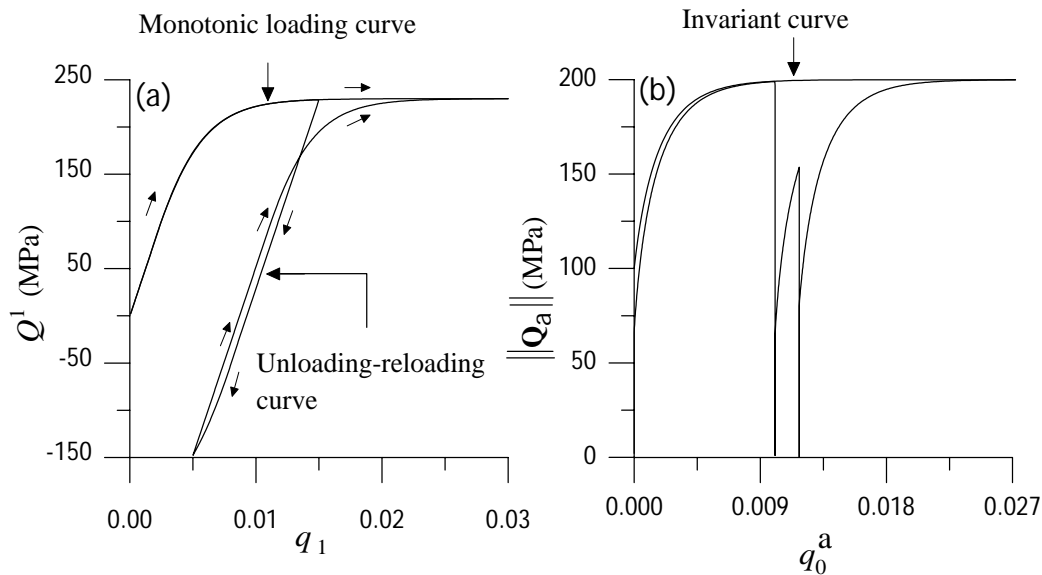 Monotonic loading curve
Invariant curve
(a)
(b)
250
150
50
-50
-150
Q¹ (MPa)
0.00
0.01
0.02
0.03
q₁
Unloading-reloading
curve
200
150
100
50
0
||Qa|| (MPa)
0.000
0.009
0.018
0.027
q₀ᵃ